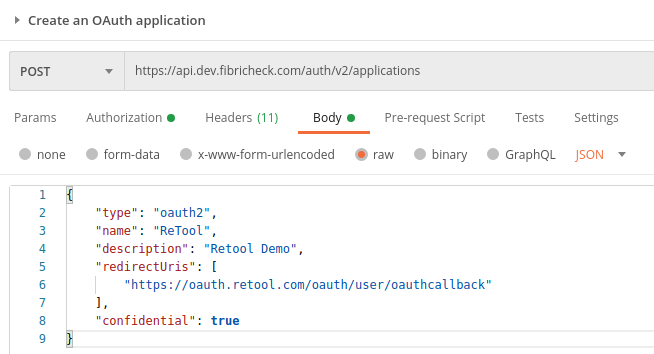 Create an OAuth application
POST https://api.dev.fibricheck.com/auth/v2/applications
Params Authorization Headers (11) Body Pre-request Script Tests Settings
none form-data x-www-form-urlencoded raw binary GraphQL JSON
1 {
2 "type": "oauth2",
3 "name": "ReTool",
4 "description": "Retool Demo",
5 "redirectUris": [
6 "https://oauth.retool.com/oauth/user/oauthcallback"
7 ],
8 "confidential": true
9 }